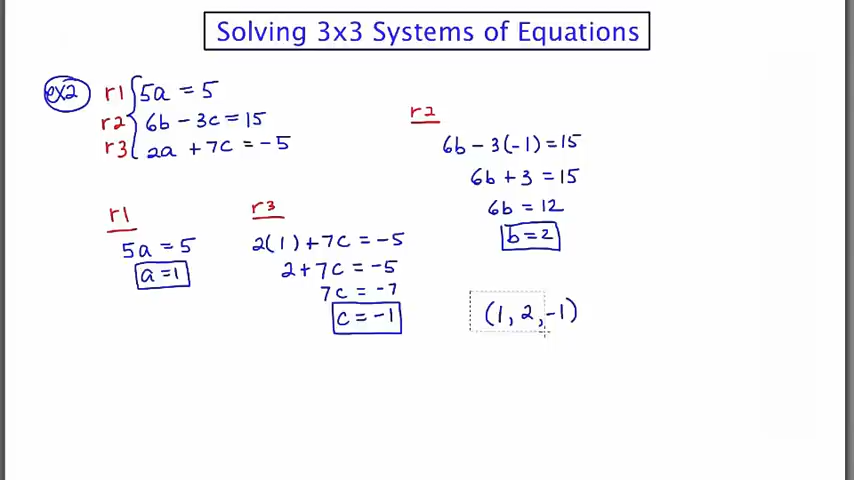 Solving 3x3 Systems of Equations
ex2
r1 5a = 5
r2 6b - 3c = 15
r3 2a + 7c = -5
r1
5a = 5
a = 1
r3
2(1) + 7c = -5
2 + 7c = -5
7c = -7
c = -1
r2
6b - 3(-1) = 15
6b + 3 = 15
6b = 12
b = 2
(1, 2, -1)